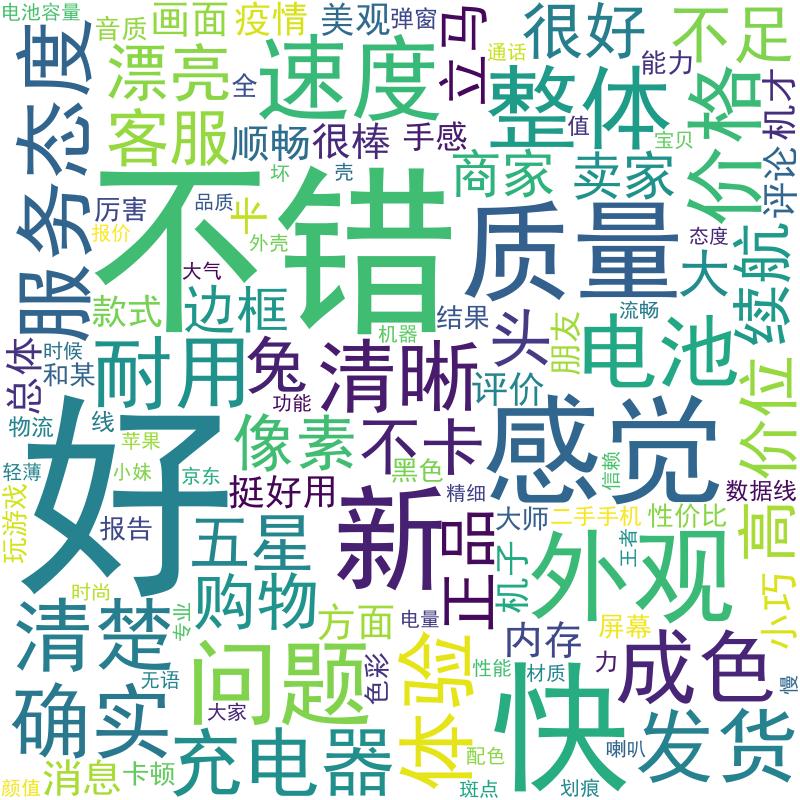 电池容量
音质
画面
疫情
美观
弹窗
很好
不足
服务态度
漂亮
全
速度
立马
通话
能力
整体
价格
机才
客服
顺畅
很棒
手感
值
宝贝
商家
卖家
评论
坏
壳
不错
厉害
报价
品质
卡
外壳
质量
态度
大
续航
大气
款式
边框
机器
结果
头
朋友
流畅
电池
总体
时候
和某
耐用
兔
清晰
评价
价位
功能
物流
线
苹果
像素
不卡
感觉
好
轻薄
小妹
京东
黑色
信赖
挺好用
精细
数据线
玩游戏
报告
五星
新
正品
大师
二手手机
性价比
高
机子
王者
外观
时尚
购物
专业
方面
电量
小巧
清楚
内存
屏幕
问题
体验
色彩
性能
材质
力
成色
无语
慢
确实
大家
快
发货
充电器
配色
喇叭
颜值
消息
卡顿
斑点
划痕